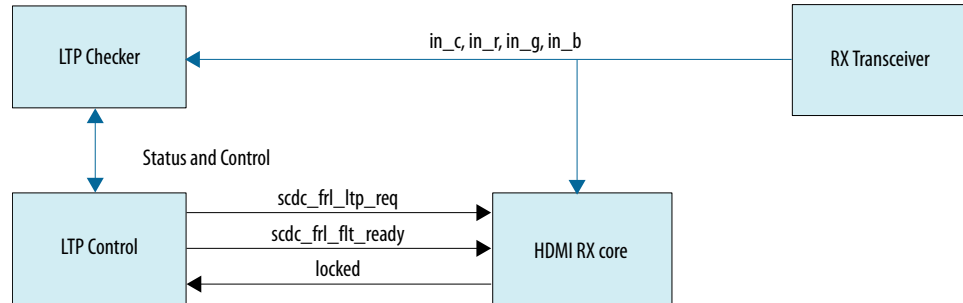 LTP Checker
in_c, in_r, in_g, in_b
RX Transceiver
Status and Control
LTP Control
scdc_frl_ltp_req
scdc_frl_flt_ready
locked
HDMI RX core